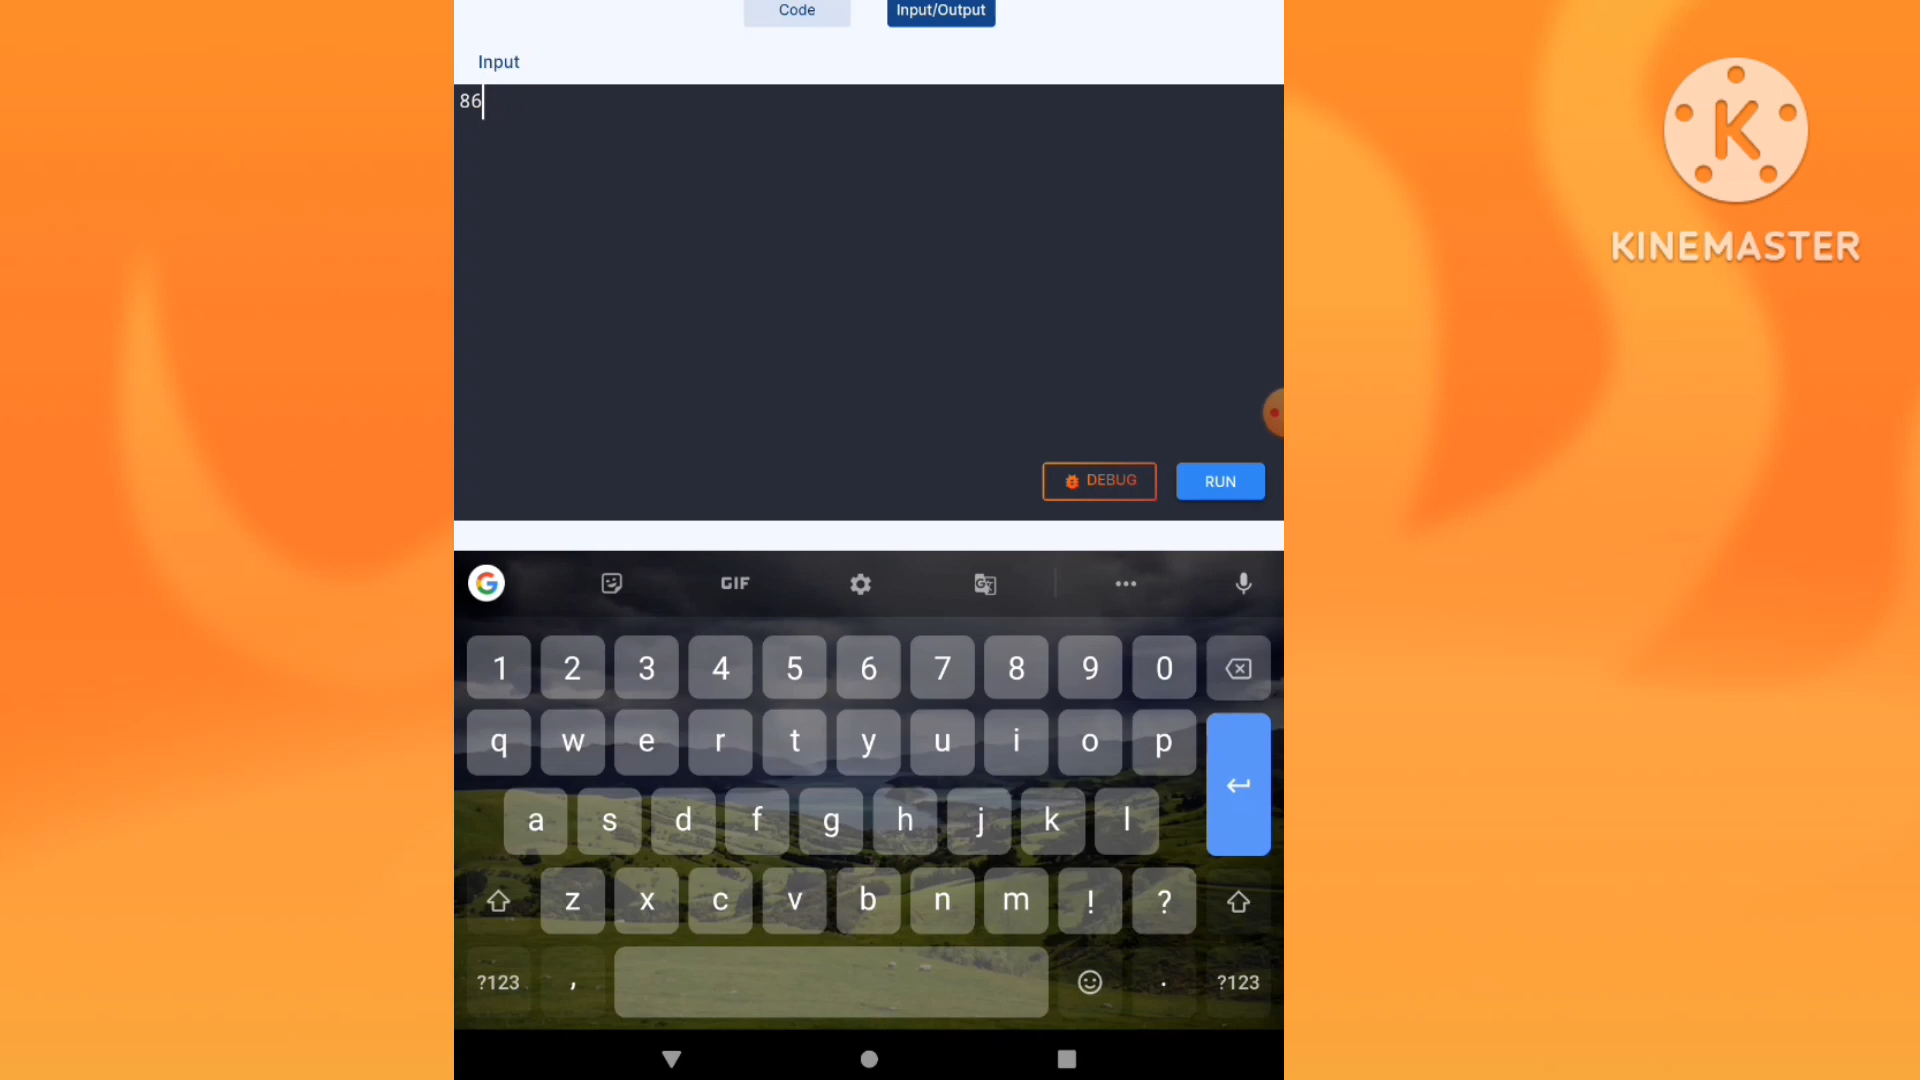 Code Input/Output
Input
86
DEBUG RUN
GIF
1 2 3 4 5 6 7 8 9 0
q w e r t y u i o p
a s d f g h j k l
z x c v b n m ! ?
?123 , . ?123
K
KINEMASTER